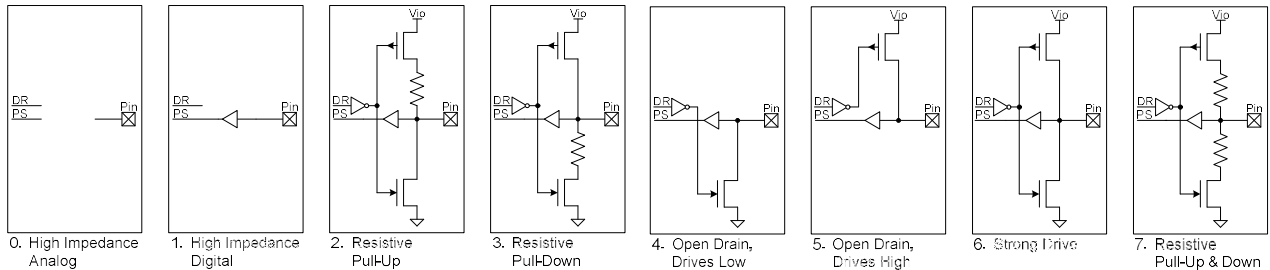 DR
PS
Pin
0. High Impedance
Analog
DR
PS
Pin
1. High Impedance
Digital
Vio
DR
PS
Pin
2. Resistive
Pull-Up
Vio
DR
PS
Pin
3. Resistive
Pull-Down
DR
PS
Pin
4. Open Drain,
Drives Low
Vio
DR
PS
Pin
5. Open Drain,
Drives High
Vio
DR
PS
Pin
6. Strong Drive
Vio
DR
PS
Pin
7. Resistive
Pull-Up & Down